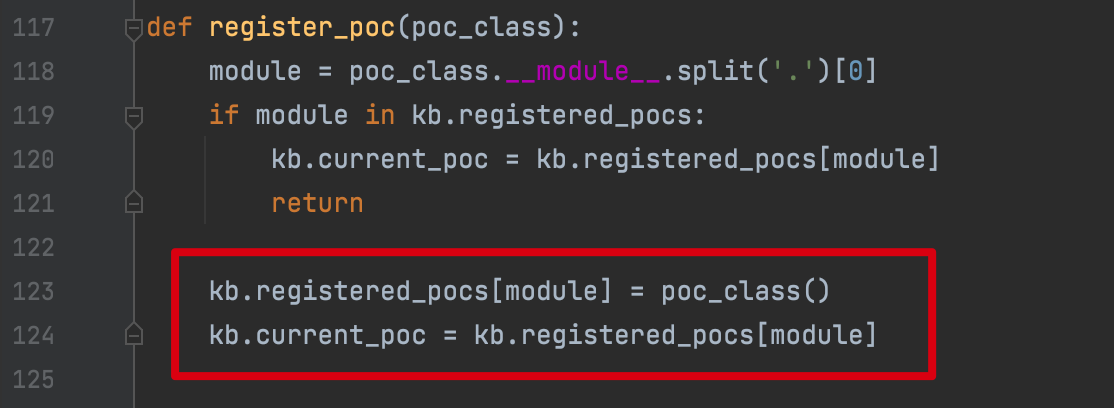 117 def register_poc(poc_class):
118     module = poc_class.__module__.split('.')[0]
119     if module in kb.registered_pocs:
120         kb.current_poc = kb.registered_pocs[module]
121         return
122
123     kb.registered_pocs[module] = poc_class()
124     kb.current_poc = kb.registered_pocs[module]
125